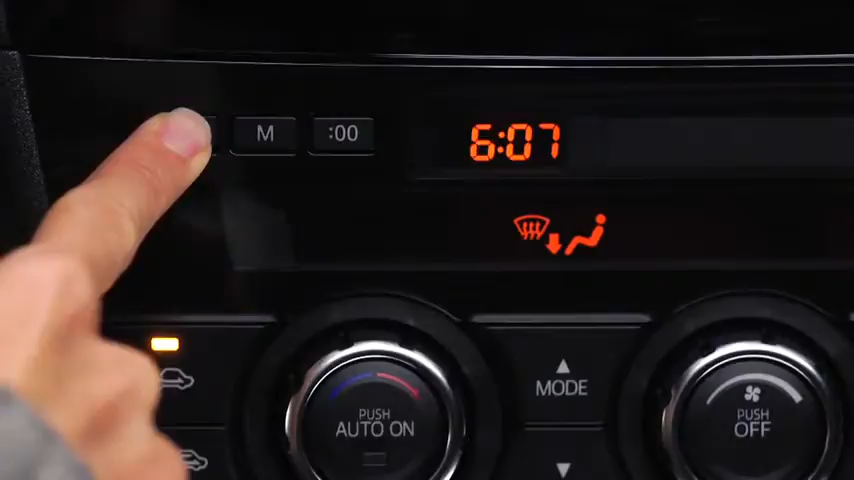 M
:00
6:07
MODE
PUSH
AUTO ON
PUSH
OFF